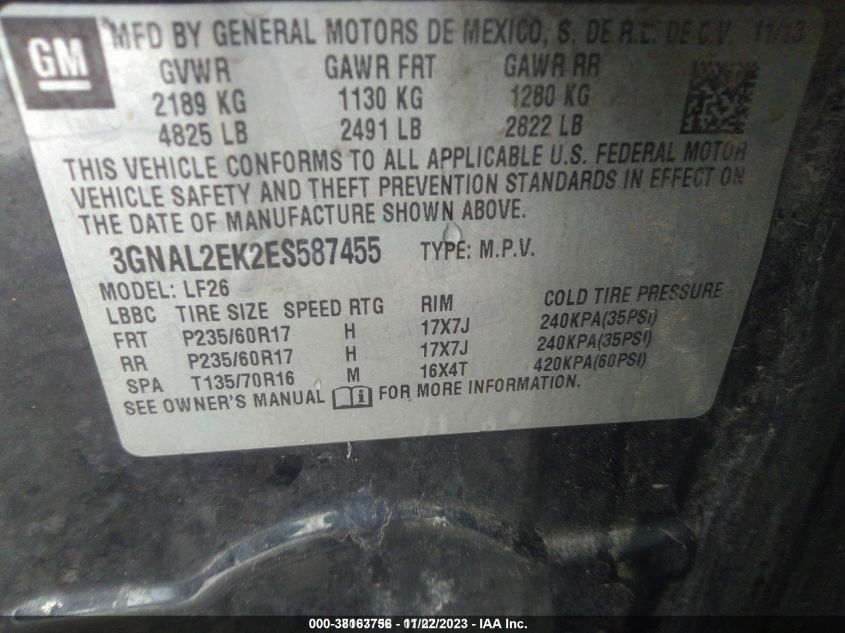 GM
MFD BY GENERAL MOTORS DE MEXICO, S. DE R.L. DE C.V. 11/13
GVWR GAWR FRT GAWR RR
2189 KG 1130 KG 1280 KG
4825 LB 2491 LB 2822 LB
THIS VEHICLE CONFORMS TO ALL APPLICABLE U.S. FEDERAL MOTOR
VEHICLE SAFETY AND THEFT PREVENTION STANDARDS IN EFFECT ON
THE DATE OF MANUFACTURE SHOWN ABOVE.
3GNAL2EK2ES587455 TYPE: M.P.V.
MODEL: LF26
LBBC TIRE SIZE SPEED RTG RIM COLD TIRE PRESSURE
FRT P235/60R17 H 17X7J 240KPA(35PSI)
RR P235/60R17 H 17X7J 240KPA(35PSI)
SPA T135/70R16 M 16X4T 420KPA(60PSI)
SEE OWNER'S MANUAL FOR MORE INFORMATION.
000-38163756 - 11/22/2023 - IAA Inc.